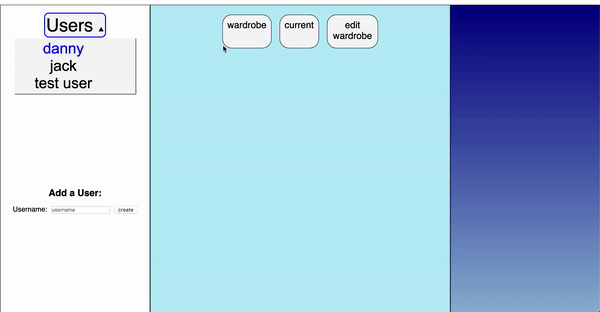 Users ▲
danny
jack
test user
Add a User:
Username: username create
wardrobe
current
edit
wardrobe